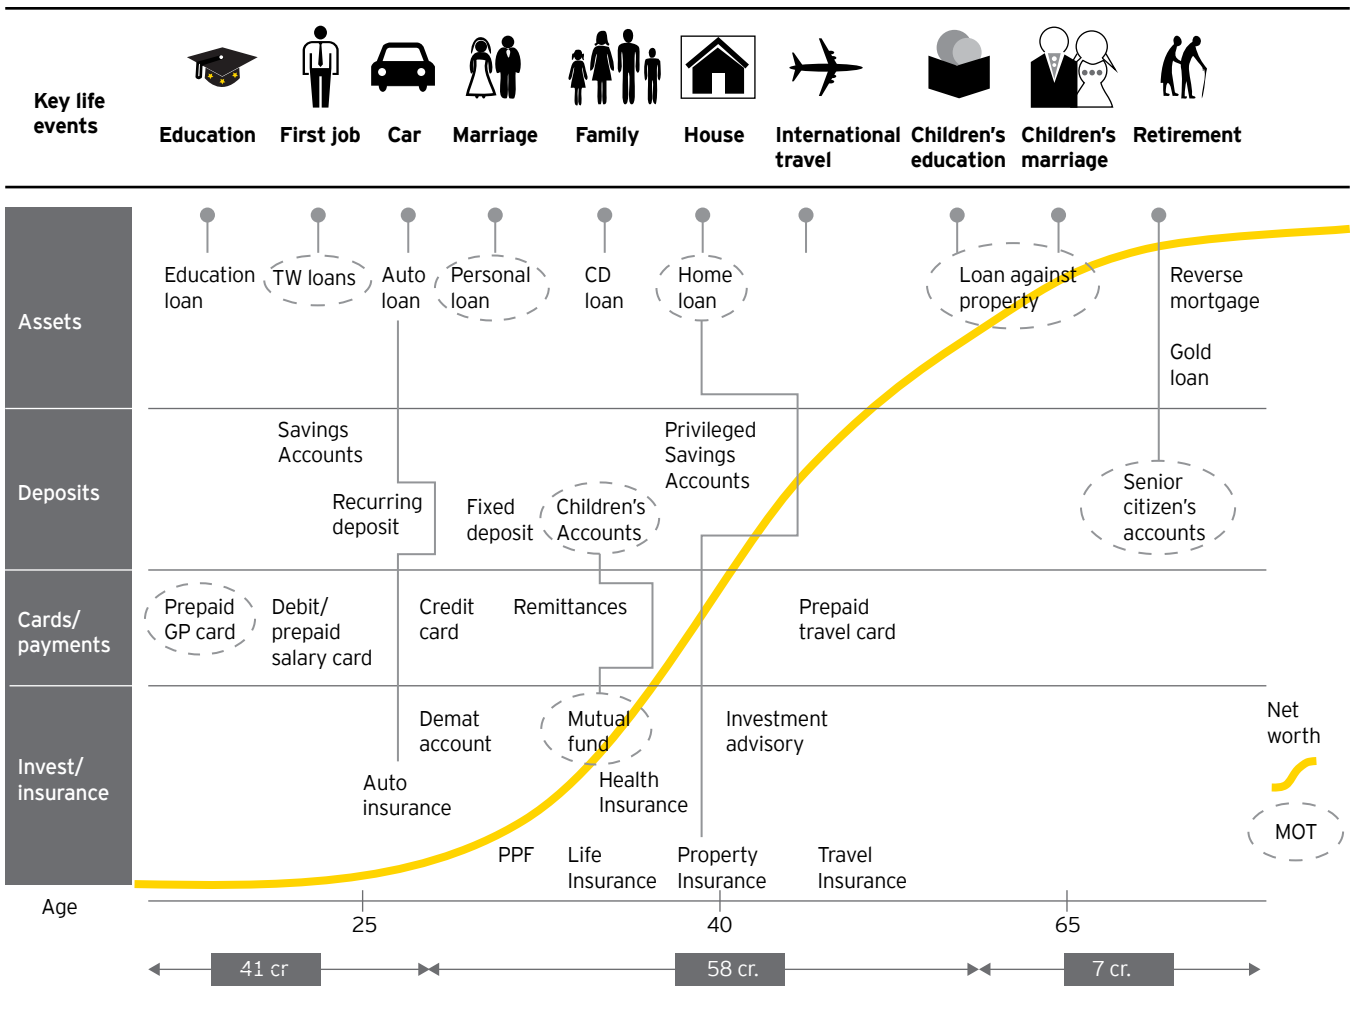 Key life
events
Education
First job
Car
Marriage
Family
House
International
travel
Children's
education
Children's
marriage
Retirement
Assets
Education
loan
TW loans
Auto
loan
Personal
loan
CD
loan
Home
loan
Loan against
property
Reverse
mortgage
Gold
loan
Deposits
Savings
Accounts
Recurring
deposit
Fixed
deposit
Children's
Accounts
Privileged
Savings
Accounts
Senior
citizen's
accounts
Cards/
payments
Prepaid
GP card
Debit/
prepaid
salary card
Credit
card
Remittances
Prepaid
travel card
Invest/
insurance
Auto
insurance
Demat
account
PPF
Mutual
fund
Health
Insurance
Life
Insurance
Investment
advisory
Property
Insurance
Travel
Insurance
Net
worth
MOT
Age
25
40
65
41 cr
58 cr.
7 cr.